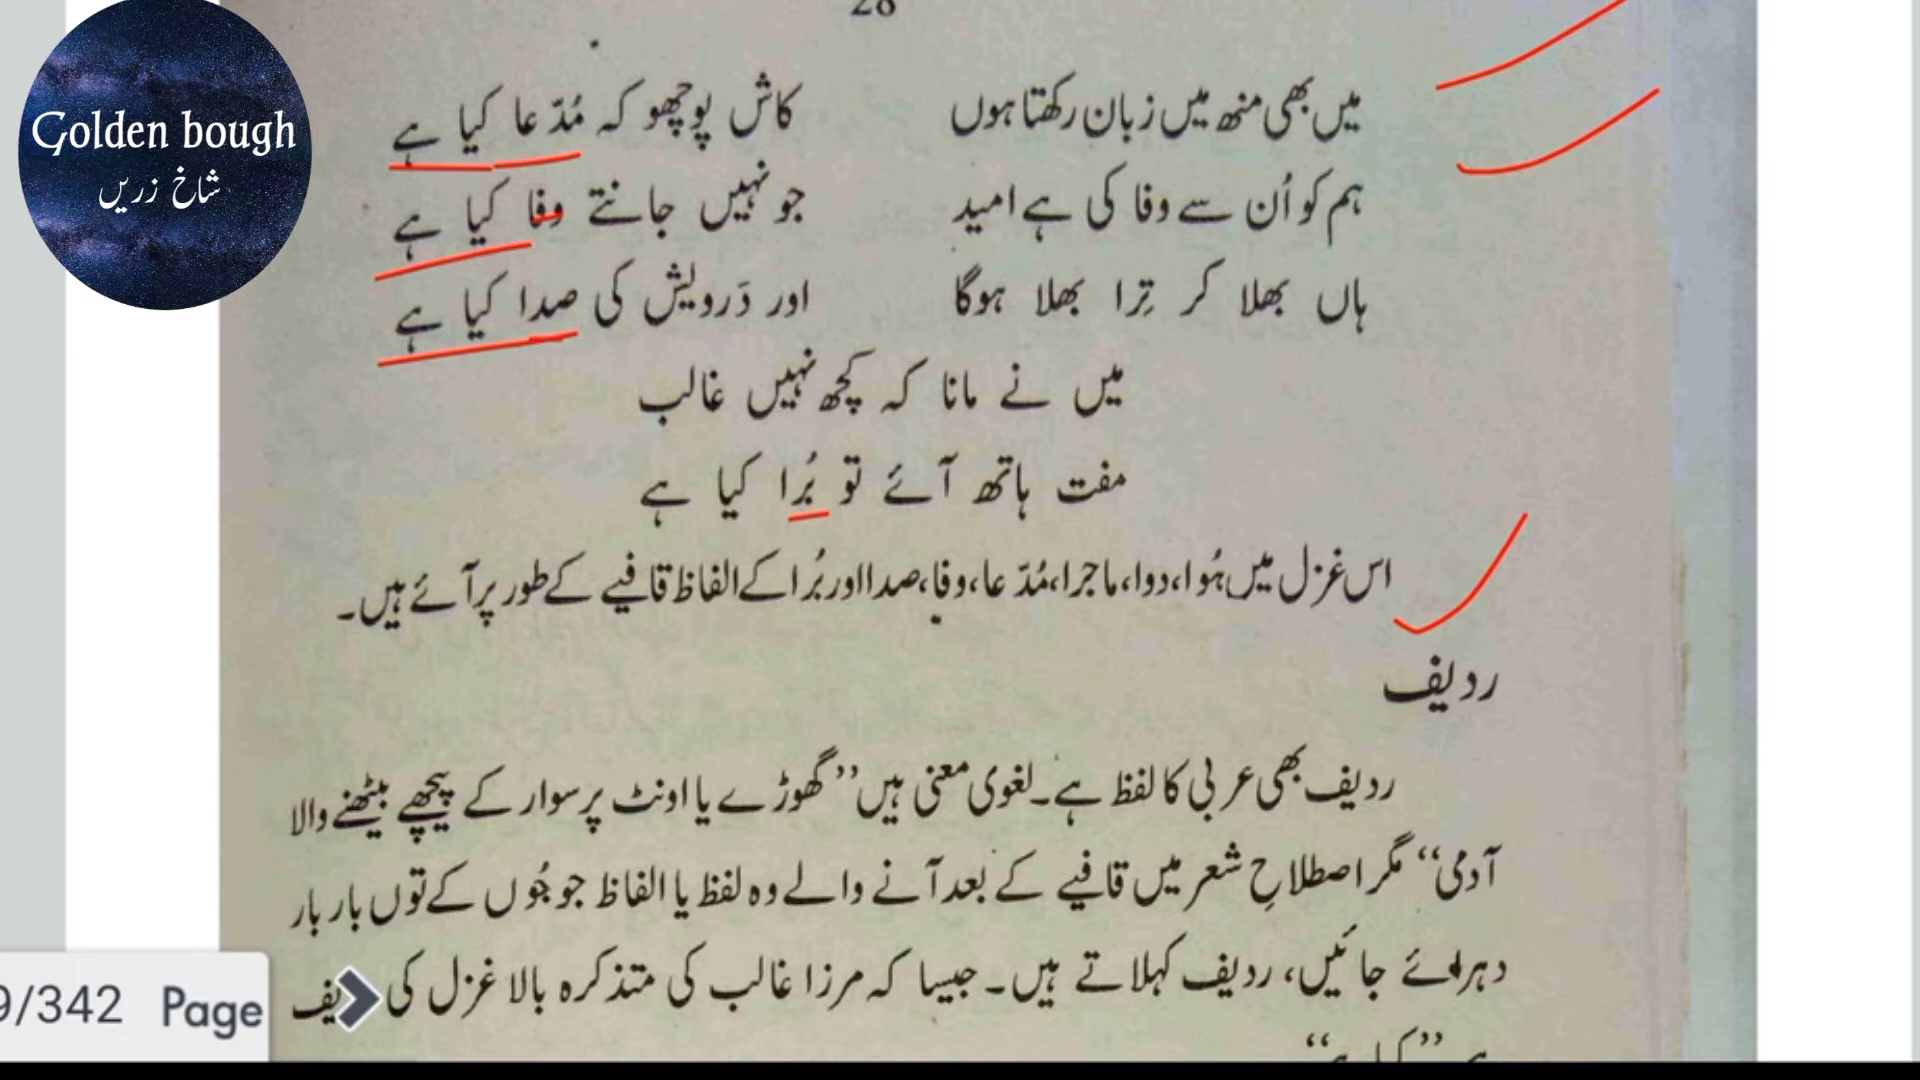 28
Golden bough
شاخ زریں
میں بھی منھ میں زبان رکھتا ہوں کاش پوچھو کہ مُدّعا کیا ہے
ہم کو اُن سے وفا کی ہے امید جو نہیں جانتے وفا کیا ہے
ہاں بھلا کر تِرا بھلا ہوگا اور دَرویش کی صدا کیا ہے
میں نے مانا کہ کچھ نہیں غالب
مفت ہاتھ آئے تو بُرا کیا ہے
اس غزل میں ہُوا، دوا، ماجرا، مُدّعا، وفا، صدا اور بُرا کے الفاظ قافیے کے طور پر آئے ہیں۔
ردیف
ردیف بھی عربی کا لفظ ہے۔ لغوی معنی ہیں ”گھوڑے یا اونٹ پر سوار کے پیچھے بیٹھنے والا
آدمی“ مگر اصطلاحِ شعر میں قافیے کے بعد آنے والے وہ لفظ یا الفاظ جو جُوں کے توں بار بار
دہرائے جائیں، ردیف کہلاتے ہیں۔ جیسا کہ مرزا غالب کی متذکرہ بالا غزل کی
9/342 Page